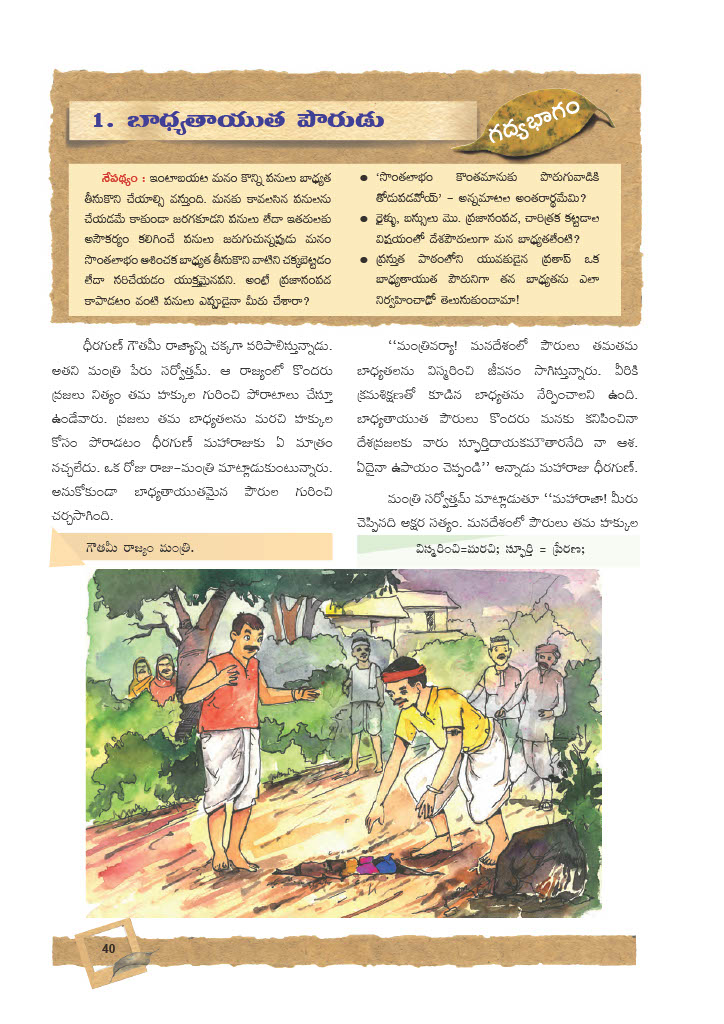 1. బాధ్యతాయుత పౌరుడు
గద్యభాగం
నేపథ్యం : ఇంటాబయట మనం కొన్ని పనులు బాధ్యత
తీసుకొని చేయాల్సి వస్తుంది. మనకు కావలసిన పనులను
చేయడమే కాకుండా జరగకూడని పనులు లేదా ఇతరులకు
అసౌకర్యం కలిగించే పనులు జరుగుచున్నప్పుడు మనం
సొంతలాభం ఆశించక బాధ్యత తీసుకొని వాటిని చక్కబెట్టడం
లేదా సరిచేయడం యుక్తమైనవని. అంటే ప్రజాసంపద
కాపాడటం వంటి పనులు ఎప్పుడైనా మీరు చేశారా?
● ‘సొంతలాభం కొంతమానుకు పొరుగువాడికి
తోడుపడవోయ్’ – అన్నమాటల అంతరార్థమేమి?
● రైళ్ళు, బస్సులు మొ. ప్రజాసంపద, చారిత్రక కట్టడాల
విషయంలో దేశపౌరులుగా మన బాధ్యతలేంటి?
● ప్రస్తుత పాఠంలోని యువకుడైన ప్రతాప్ ఒక
బాధ్యతాయుత పౌరునిగా తన బాధ్యతను ఎలా
నిర్వహించాడో తెలుసుకుందామా!
ధీరగుణ్ గౌతమీ రాజ్యాన్ని చక్కగా పరిపాలిస్తున్నాడు.
అతని మంత్రి పేరు సర్వోత్తమ్. ఆ రాజ్యంలో కొందరు
ప్రజలు నిత్యం తమ హక్కుల గురించి పోరాటాలు చేస్తూ
ఉండేవారు. ప్రజలు తమ బాధ్యతలను మరచి హక్కుల
కోసం పోరాడటం ధీరగుణ్ మహారాజుకు ఏ మాత్రం
నచ్చలేదు. ఒక రోజు రాజు–మంత్రి మాట్లాడుకుంటున్నారు.
అనుకోకుండా బాధ్యతాయుతమైన పౌరుల గురించి
చర్చసాగింది.
గౌతమీ రాజ్యం మంత్రి.
‘‘మంత్రివర్యా! మనదేశంలో పౌరులు తమతమ
బాధ్యతలను విస్మరించి జీవనం సాగిస్తున్నారు. వీరికి
క్రమశిక్షణతో కూడిన బాధ్యతను నేర్పించాలని ఉంది.
బాధ్యతాయుత పౌరులు కొందరు మనకు కనిపించినా
దేశప్రజలకు వారు స్ఫూర్తిదాయకమౌతారనేది నా ఆశ.
ఏదైనా ఉపాయం చెప్పండి’’ అన్నాడు మహారాజు ధీరగుణ్.
మంత్రి సర్వోత్తమ్ మాట్లాడుతూ ‘‘మహారాజా! మీరు
చెప్పినది అక్షర సత్యం. మనదేశంలో పౌరులు తమ హక్కుల
విస్మరించి=మరచి; స్ఫూర్తి = ప్రేరణ;
40